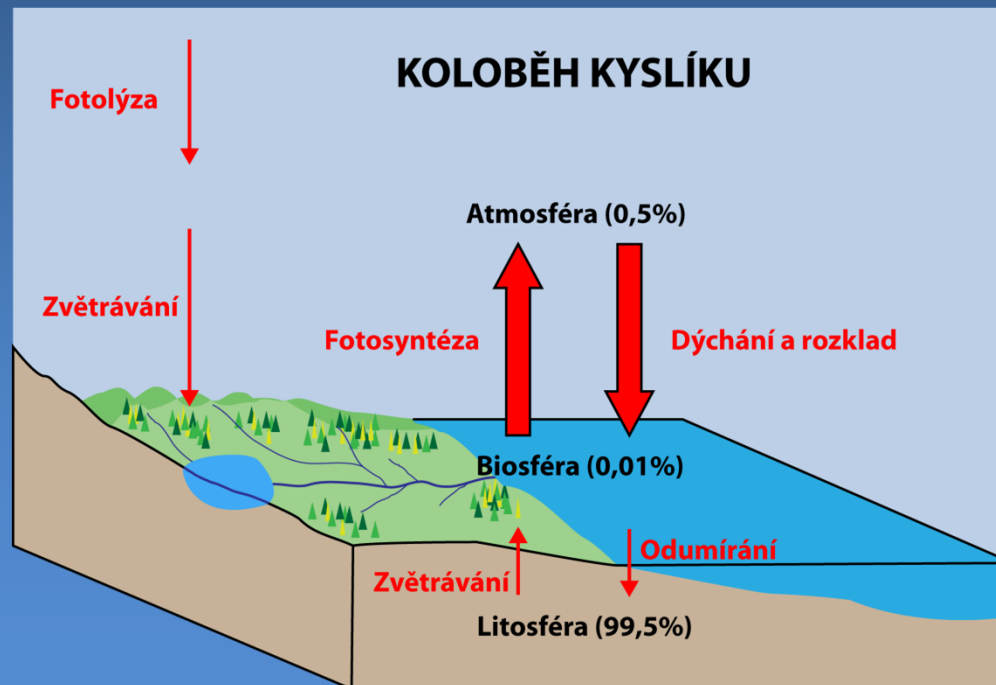 KOLOBĚH KYSLÍKU
Fotolýza
Atmosféra (0,5%)
Zvětrávání
Fotosyntéza
Dýchání a rozklad
Biosféra (0,01%)
Odumírání
Zvětrávání
Litosféra (99,5%)